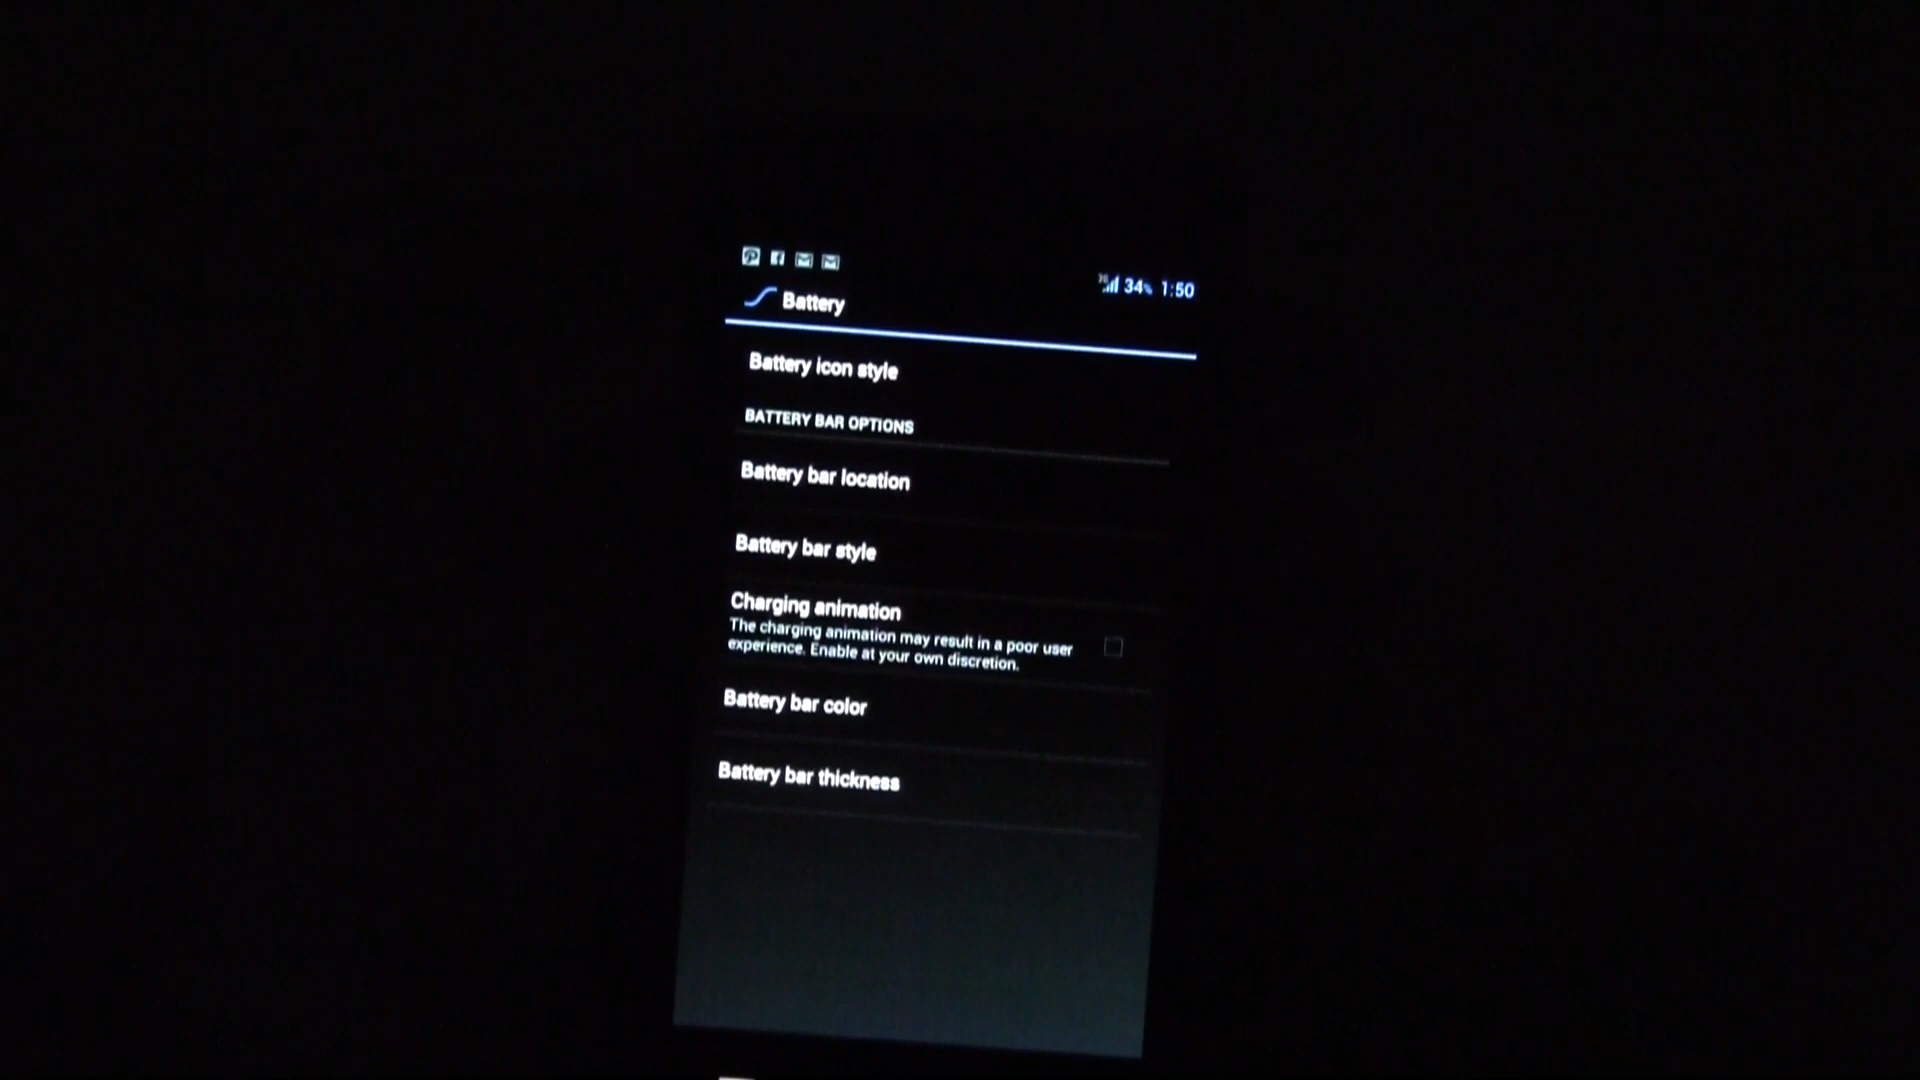 34% 1:50
Battery
Battery icon style
BATTERY BAR OPTIONS
Battery bar location
Battery bar style
Charging animation
The charging animation may result in a poor user
experience. Enable at your own discretion.
Battery bar color
Battery bar thickness